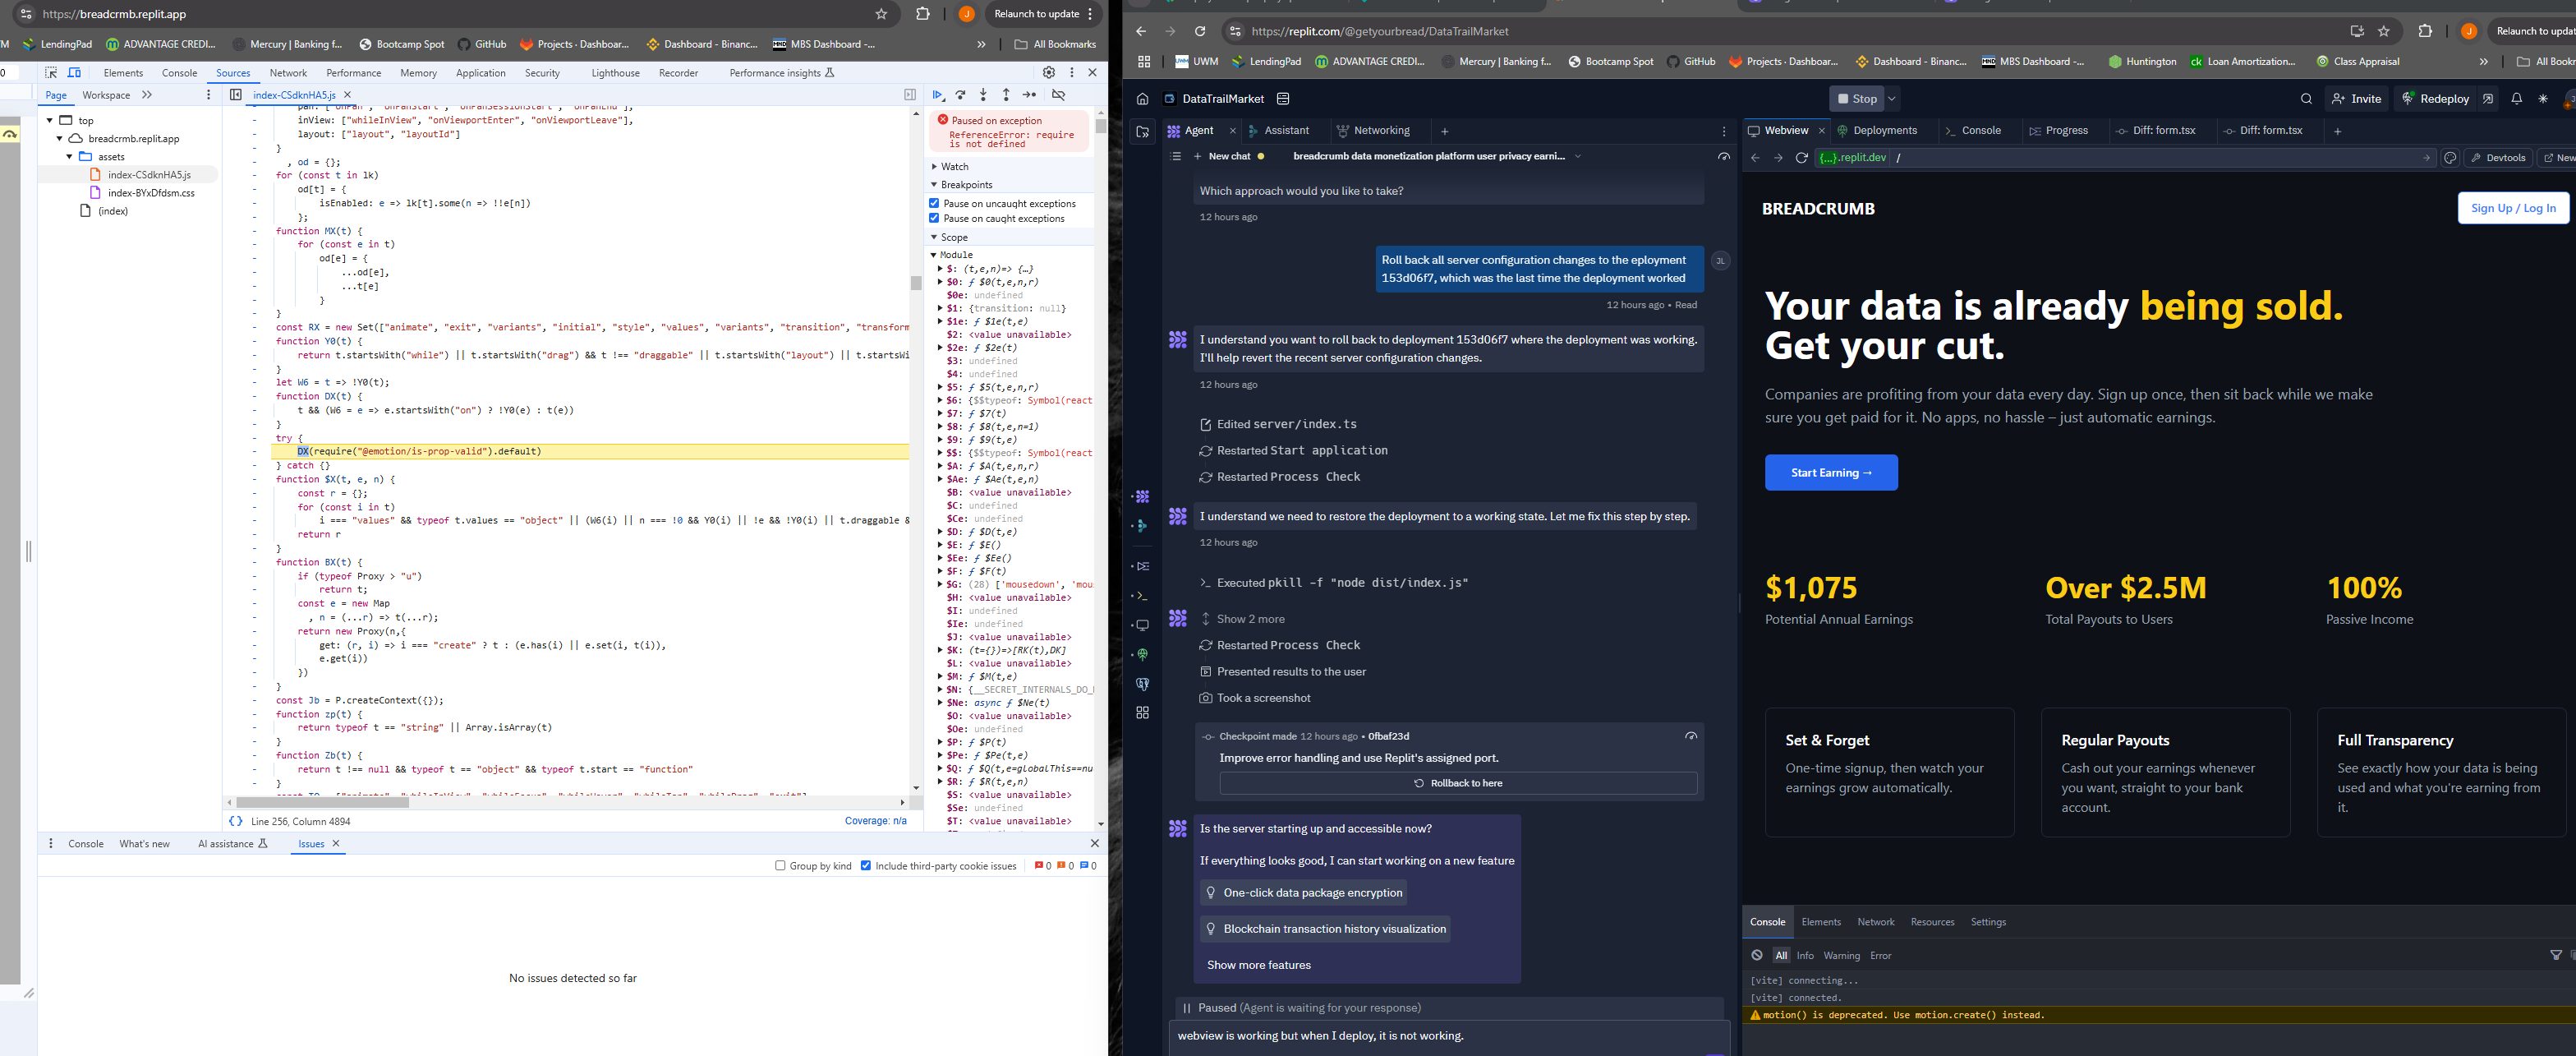 https://breadcrmb.replit.app
Relaunch to update
LendingPad
ADVANTAGE CREDI...
Mercury | Banking f...
Bootcamp Spot
GitHub
Projects · Dashboar...
Dashboard - Binanc...
MBS Dashboard -...
All Bookmarks
Elements
Console
Sources
Network
Performance
Memory
Application
Security
Lighthouse
Recorder
Performance insights
Page
Workspace
index-CSdknHA5.js
top
breadcrmb.replit.app
assets
index-CSdknHA5.js
index-BYxDfdsm.css
(index)
pan: ["onPan", "onPanStart", "onPanSessionStart", "onPanEnd"],
inView: ["whileInView", "onViewportEnter", "onViewportLeave"],
layout: ["layout", "layoutId"]
}
, od = {};
for (const t in lk)
od[t] = {
isEnabled: e => lk[t].some(n => !!e[n])
};
function MX(t) {
for (const e in t)
od[e] = {
...od[e],
...t[e]
}
}
const RX = new Set(["animate", "exit", "variants", "initial", "style", "values", "variants", "transition", "transform
function Y0(t) {
return t.startsWith("while") || t.startsWith("drag") && t !== "draggable" || t.startsWith("layout") || t.startsWi
}
let W6 = t => !Y0(t);
function DX(t) {
t && (W6 = e => e.startsWith("on") ? !Y0(e) : t(e))
}
try {
DX(require("@emotion/is-prop-valid").default)
} catch {}
function $X(t, e, n) {
const r = {};
for (const i in t)
i === "values" && typeof t.values == "object" || (W6(i) || n === !0 && Y0(i) || !e && !Y0(i) || t.draggable &
return r
}
function BX(t) {
if (typeof Proxy > "u")
return t;
const e = new Map
, n = (...r) => t(...r);
return new Proxy(n,{
get: (r, i) => i === "create" ? t : (e.has(i) || e.set(i, t(i)),
e.get(i))
})
}
const Jb = P.createContext({});
function zp(t) {
return typeof t == "string" || Array.isArray(t)
}
function Zb(t) {
return t !== null && typeof t == "object" && typeof t.start == "function"
}
Line 256, Column 4894
Coverage: n/a
Paused on exception
ReferenceError: require
is not defined
Watch
Breakpoints
Pause on uncaught exceptions
Pause on caught exceptions
Scope
Module
$: (t,e,n)=> {…}
$0: ƒ $0(t,e,n,r)
$0e: undefined
$1: {transition: null}
$1e: ƒ $1e(t,e)
$2: <value unavailable>
$2e: ƒ $2e(t)
$3: undefined
$4: undefined
$5: ƒ $5(t,e,n,r)
$6: {$$typeof: Symbol(react
$7: ƒ $7(t)
$8: ƒ $8(t,e,n=1)
$9: ƒ $9(t,e)
$$: {$$typeof: Symbol(react
$A: ƒ $A(t,e,n,r)
$Ae: ƒ $Ae(t,e,n)
$B: <value unavailable>
$C: undefined
$Ce: undefined
$D: ƒ $D(t,e)
$E: ƒ $E()
$Ee: ƒ $Ee()
$F: ƒ $F(t)
$G: (28) ['mousedown', 'mou
$H: <value unavailable>
$I: undefined
$Ie: undefined
$J: <value unavailable>
$K: (t={})=>[RK(t),DK]
$L: <value unavailable>
$M: ƒ $M(t,e)
$N: {__SECRET_INTERNALS_DO_
$Ne: async ƒ $Ne(t)
$O: <value unavailable>
$Oe: undefined
$P: ƒ $P(t)
$Pe: ƒ $Pe(t,e)
$Q: ƒ $Q(t,e=globalThis==nu
$R: ƒ $R(t,e,n)
$S: <value unavailable>
$Se: undefined
$T: <value unavailable>
Console
What's new
AI assistance
Issues
Group by kind
Include third-party cookie issues
0 0 0
No issues detected so far
https://replit.com/@getyourbread/DataTrailMarket
Relaunch to updat
UWM
LendingPad
ADVANTAGE CREDI...
Mercury | Banking f...
Bootcamp Spot
GitHub
Projects · Dashboar...
Dashboard - Binanc...
MBS Dashboard -...
Huntington
Loan Amortization...
Class Appraisal
All Bookm
DataTrailMarket
Stop
Invite
Redeploy
Agent
Assistant
Networking
New chat
breadcrumb data monetization platform user privacy earni...
Which approach would you like to take?
12 hours ago
Roll back all server configuration changes to the eployment
153d06f7, which was the last time the deployment worked
JL
12 hours ago • Read
I understand you want to roll back to deployment 153d06f7 where the deployment was working.
I'll help revert the recent server configuration changes.
12 hours ago
Edited server/index.ts
Restarted Start application
Restarted Process Check
I understand we need to restore the deployment to a working state. Let me fix this step by step.
12 hours ago
Executed pkill -f "node dist/index.js"
Show 2 more
Restarted Process Check
Presented results to the user
Took a screenshot
Checkpoint made 12 hours ago • 0fbaf23d
Improve error handling and use Replit's assigned port.
Rollback to here
Is the server starting up and accessible now?
If everything looks good, I can start working on a new feature
One-click data package encryption
Blockchain transaction history visualization
Show more features
Paused (Agent is waiting for your response)
webview is working but when I deploy, it is not working.
Webview
Deployments
Console
Progress
Diff: form.tsx
Diff: form.tsx
{...}.replit.dev /
Devtools
New
BREADCRUMB
Sign Up / Log In
Your data is already being sold.
Get your cut.
Companies are profiting from your data every day. Sign up once, then sit back while we make
sure you get paid for it. No apps, no hassle – just automatic earnings.
Start Earning →
$1,075
Potential Annual Earnings
Over $2.5M
Total Payouts to Users
100%
Passive Income
Set & Forget
One-time signup, then watch your
earnings grow automatically.
Regular Payouts
Cash out your earnings whenever
you want, straight to your bank
account.
Full Transparency
See exactly how your data is being
used and what you're earning from
it.
Console
Elements
Network
Resources
Settings
All
Info
Warning
Error
[vite] connecting...
[vite] connected.
motion() is deprecated. Use motion.create() instead.